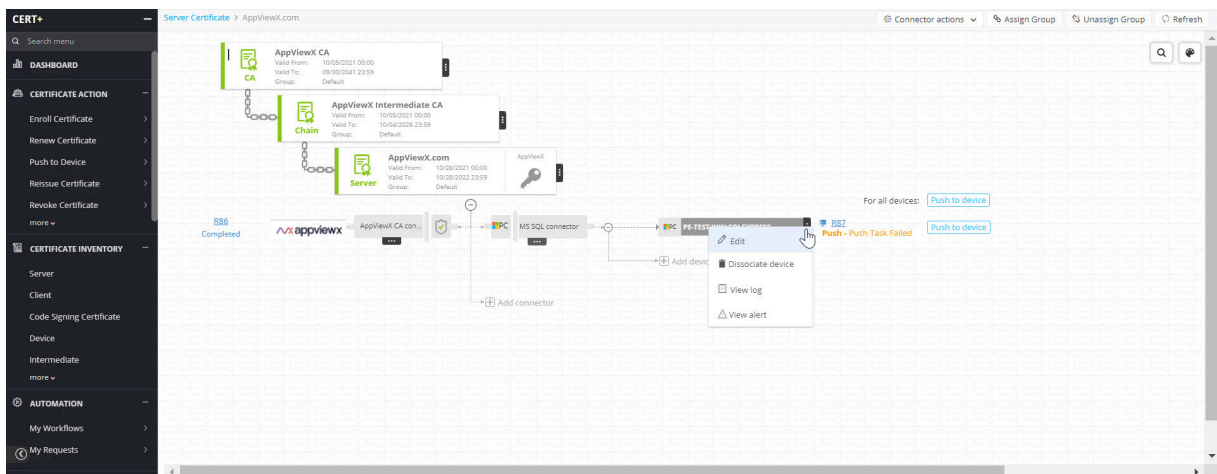 CERT+
Server Certificate > AppViewX.com
Connector actions
Assign Group
Unassign Group
Refresh
Search menu
DASHBOARD
CERTIFICATE ACTION
Enroll Certificate
Renew Certificate
Push to Device
Reissue Certificate
Revoke Certificate
more
CERTIFICATE INVENTORY
Server
Client
Code Signing Certificate
Device
Intermediate
more
AUTOMATION
My Workflows
My Requests
CA
AppViewX CA
Valid From: 10/05/2021 00:00
Valid To: 09/30/2041 23:59
Group: Default
Chain
AppViewX Intermediate CA
Valid From: 10/05/2021 00:00
Valid To: 10/04/2026 23:59
Group: Default
Server
AppViewX.com
Valid From: 10/28/2021 00:00
Valid To: 10/28/2022 23:59
Group: Default
AppViewX
For all devices: Push to device
R86
Completed
appviewx
AppViewX CA con...
PC
MS SQL connector
PC
R87
Push - Push Task Failed
Push to device
Add devic
Add connector
Edit
Dissociate device
View log
View alert